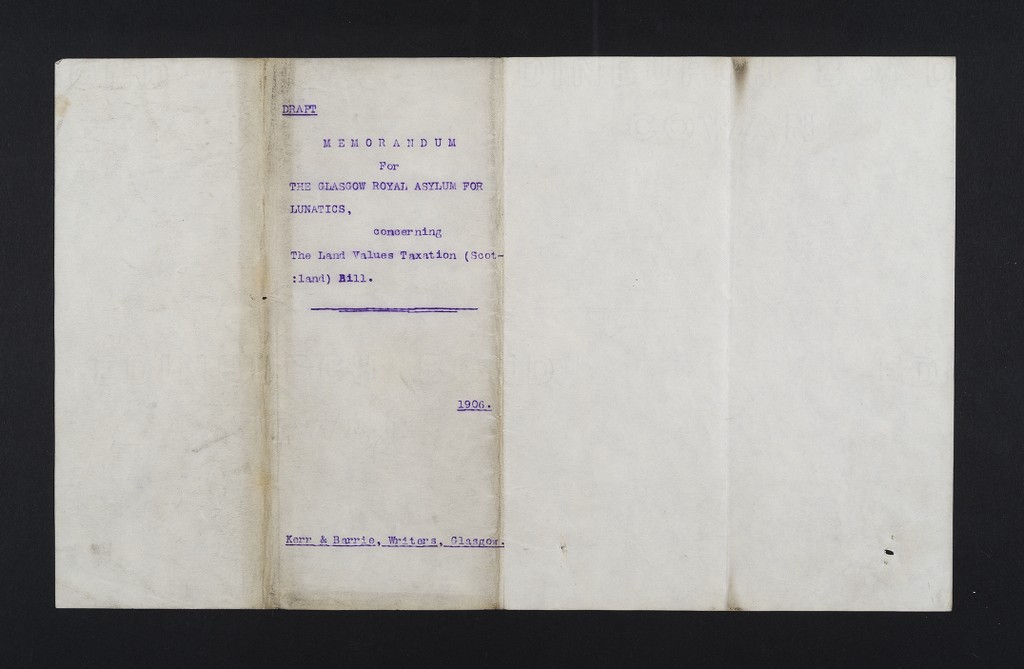 DRAFT
MEMORANDUM
For
THE GLASGOW ROYAL ASYLUM FOR
LUNATICS,
concerning
The Land Values Taxation (Scot-
:land) Bill.
1906.
Kerr & Barrie, Writers, Glasgow.